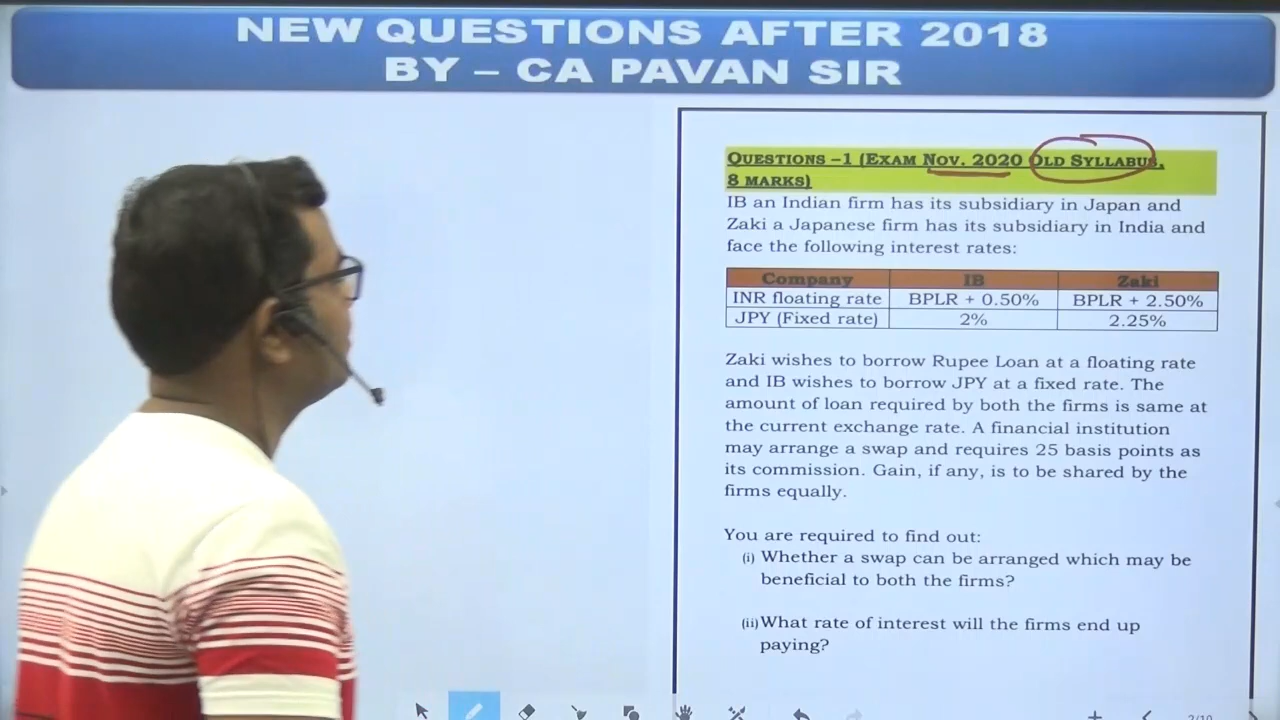 NEW QUESTIONS AFTER 2018
BY – CA PAVAN SIR
QUESTIONS –1 (EXAM NOV. 2020 OLD SYLLABUS,
8 MARKS)
IB an Indian firm has its subsidiary in Japan and
Zaki a Japanese firm has its subsidiary in India and
face the following interest rates:
Company IB Zaki
INR floating rate BPLR + 0.50% BPLR + 2.50%
JPY (Fixed rate) 2% 2.25%
Zaki wishes to borrow Rupee Loan at a floating rate
and IB wishes to borrow JPY at a fixed rate. The
amount of loan required by both the firms is same at
the current exchange rate. A financial institution
may arrange a swap and requires 25 basis points as
its commission. Gain, if any, is to be shared by the
firms equally.
You are required to find out:
(i) Whether a swap can be arranged which may be
beneficial to both the firms?
(ii) What rate of interest will the firms end up
paying?